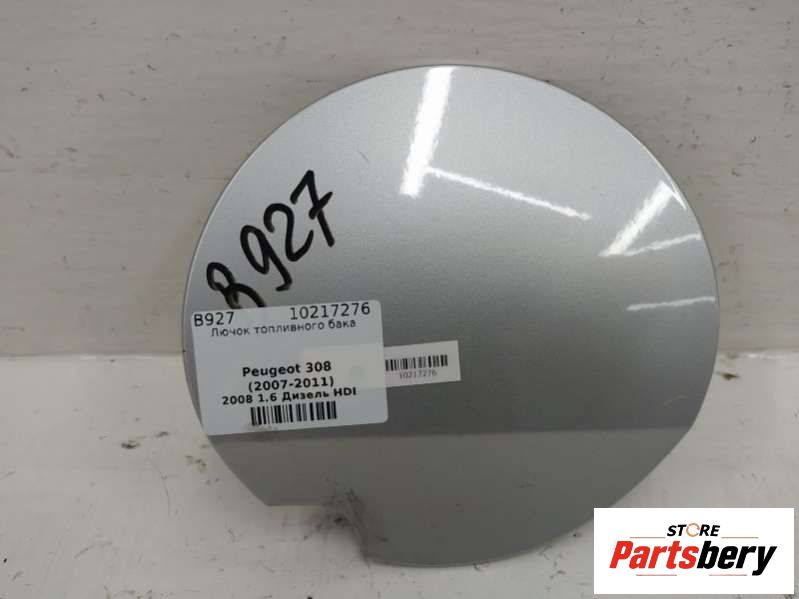 B927
B927 10217276
Лючок топливного бака
Peugeot 308
(2007-2011)
2008 1.6 Дизель HDI
10217276
STORE
Partsbery